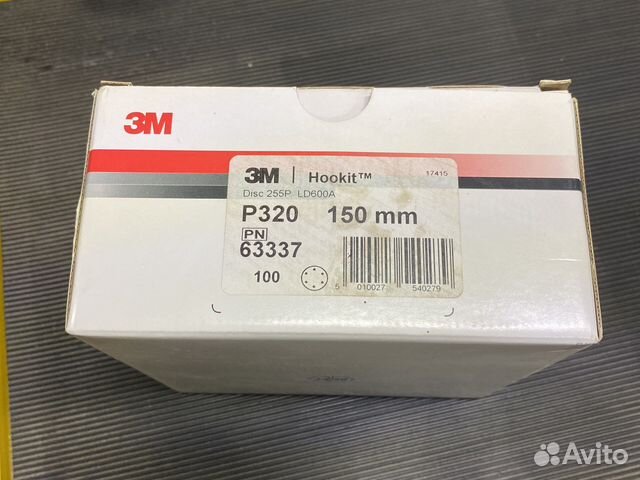 3M
3M | Hookit™ 17415
Disc 255P LD600A
P320 150 mm
PN
63337
100
5 010027 540279
Avito